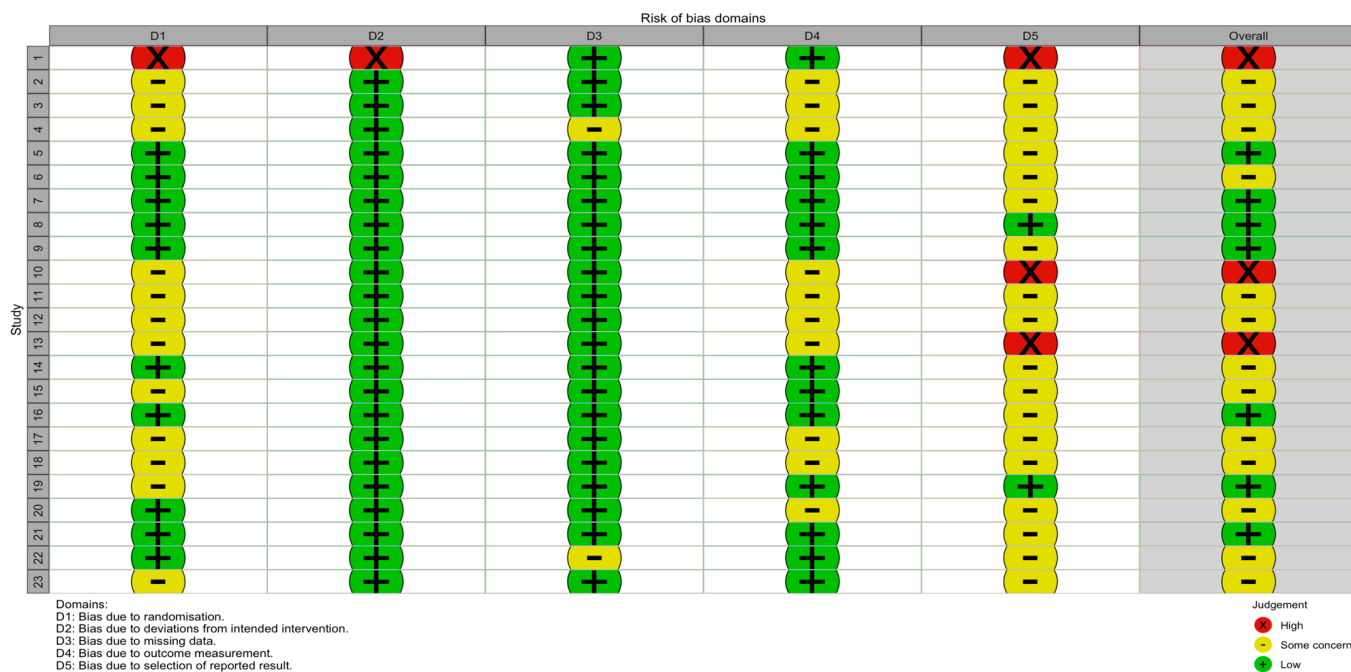 Risk of bias domains
D1 D2 D3 D4 D5 Overall
Study
1
2
3
4
5
6
7
8
9
10
11
12
13
14
15
16
17
18
19
20
21
22
23
Domains:
D1: Bias due to randomisation.
D2: Bias due to deviations from intended intervention.
D3: Bias due to missing data.
D4: Bias due to outcome measurement.
D5: Bias due to selection of reported result.
Judgement
High
Some concern
Low